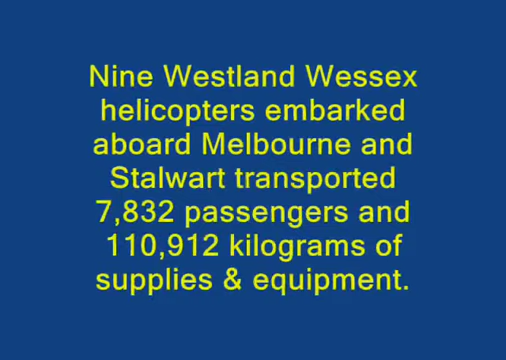 Nine Westland Wessex
helicopters embarked
aboard Melbourne and
Stalwart transported
7,832 passengers and
110,912 kilograms of
supplies & equipment.